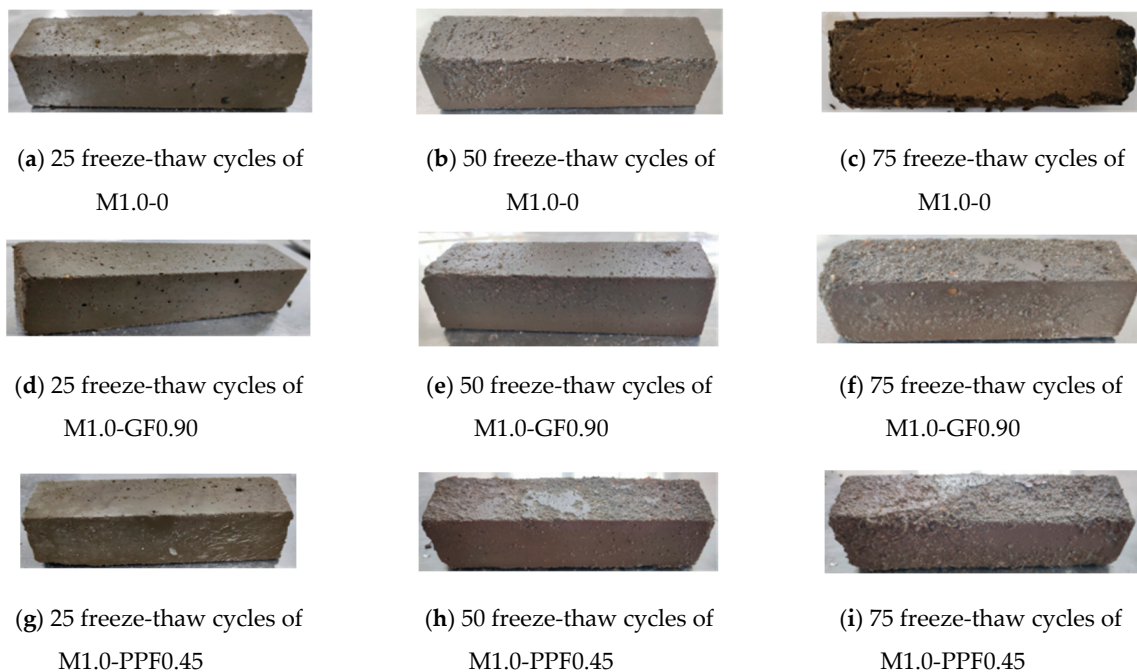 (a) 25 freeze-thaw cycles of
M1.0-0
(b) 50 freeze-thaw cycles of
M1.0-0
(c) 75 freeze-thaw cycles of
M1.0-0
(d) 25 freeze-thaw cycles of
M1.0-GF0.90
(e) 50 freeze-thaw cycles of
M1.0-GF0.90
(f) 75 freeze-thaw cycles of
M1.0-GF0.90
(g) 25 freeze-thaw cycles of
M1.0-PPF0.45
(h) 50 freeze-thaw cycles of
M1.0-PPF0.45
(i) 75 freeze-thaw cycles of
M1.0-PPF0.45